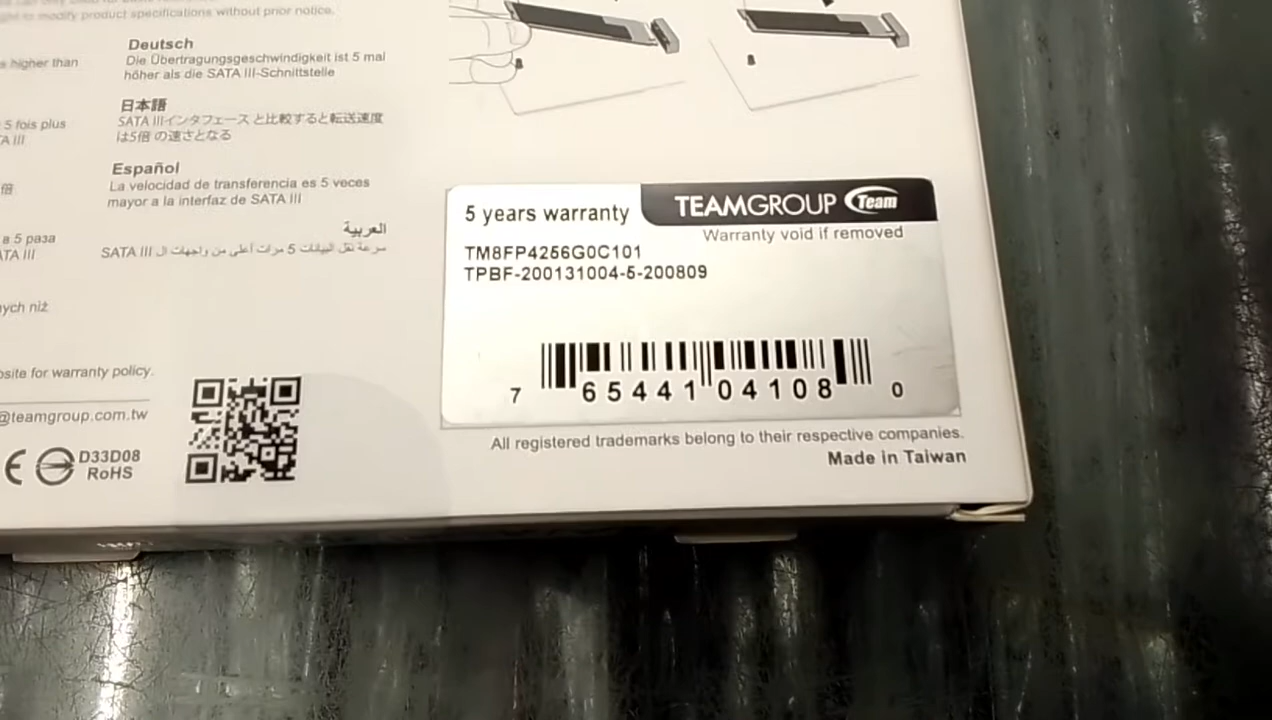 to modify product specifications without prior notice.
s higher than
5 fois plus
A III
倍
в 5 раза
ATA III
ych niż
site for warranty policy.
@teamgroup.com.tw
D33D08
RoHS
Deutsch
Die Übertragungsgeschwindigkeit ist 5 mal
höher als die SATA III-Schnittstelle
日本語
SATA IIIインタフェース と比較すると転送速度
は5倍 の速さとなる
Español
La velocidad de transferencia es 5 veces
mayor a la interfaz de SATA III
العربية
سرعة نقل البيانات 5 مرات أعلى من واجهات ال SATA III
5 years warranty
TEAMGROUP Team
Warranty void if removed
TM8FP4256G0C101
TPBF-200131004-5-200809
7 65441 04108 0
All registered trademarks belong to their respective companies.
Made in Taiwan